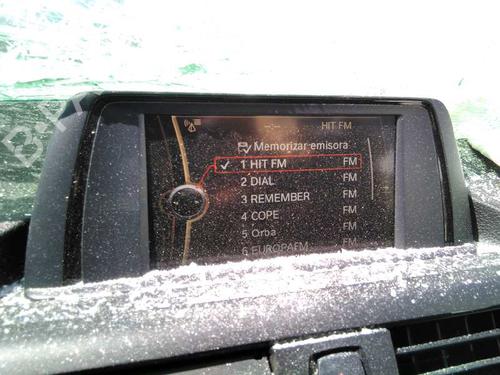 HIT FM
Memorizar emisora
1 HIT FM FM
2 DIAL FM
3 REMEMBER FM
4 COPE FM
5 Orba FM
6 EUROPAFM FM